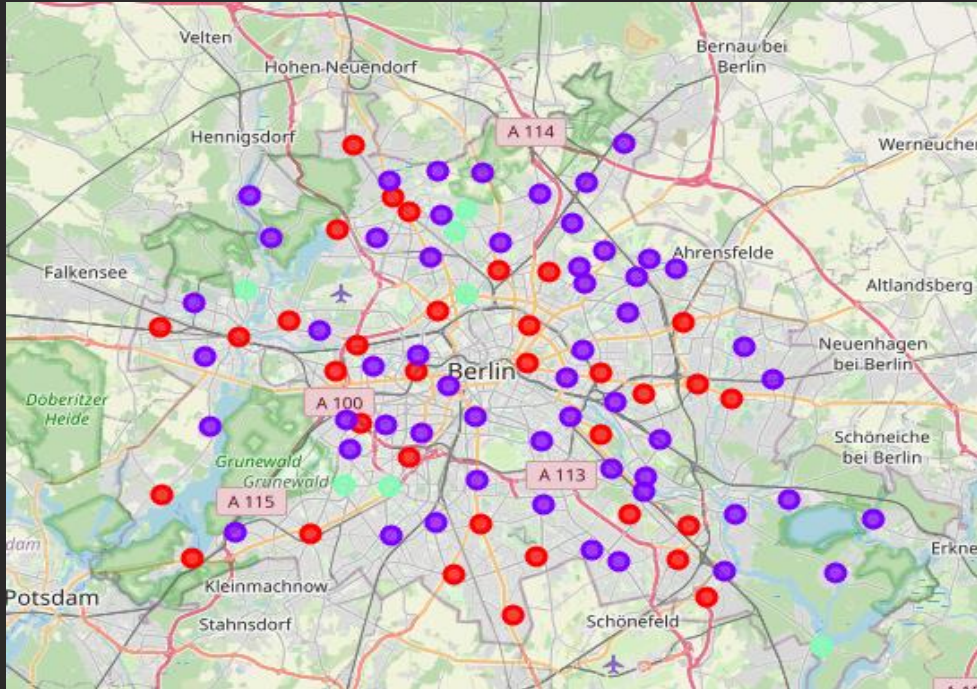 Velten
Bernau bei
Berlin
Hohen Neuendorf
A 114
Hennigsdorf
Werneuchen
Ahrensfelde
Falkensee
Altlandsberg
Neuenhagen
bei Berlin
Berlin
Döberitzer
Heide
A 100
Schöneiche
bei Berlin
Grunewald
Grunewald
A 113
A 115
dam
Erkne
Kleinmachnow
Potsdam
Stahnsdorf
Schönefeld